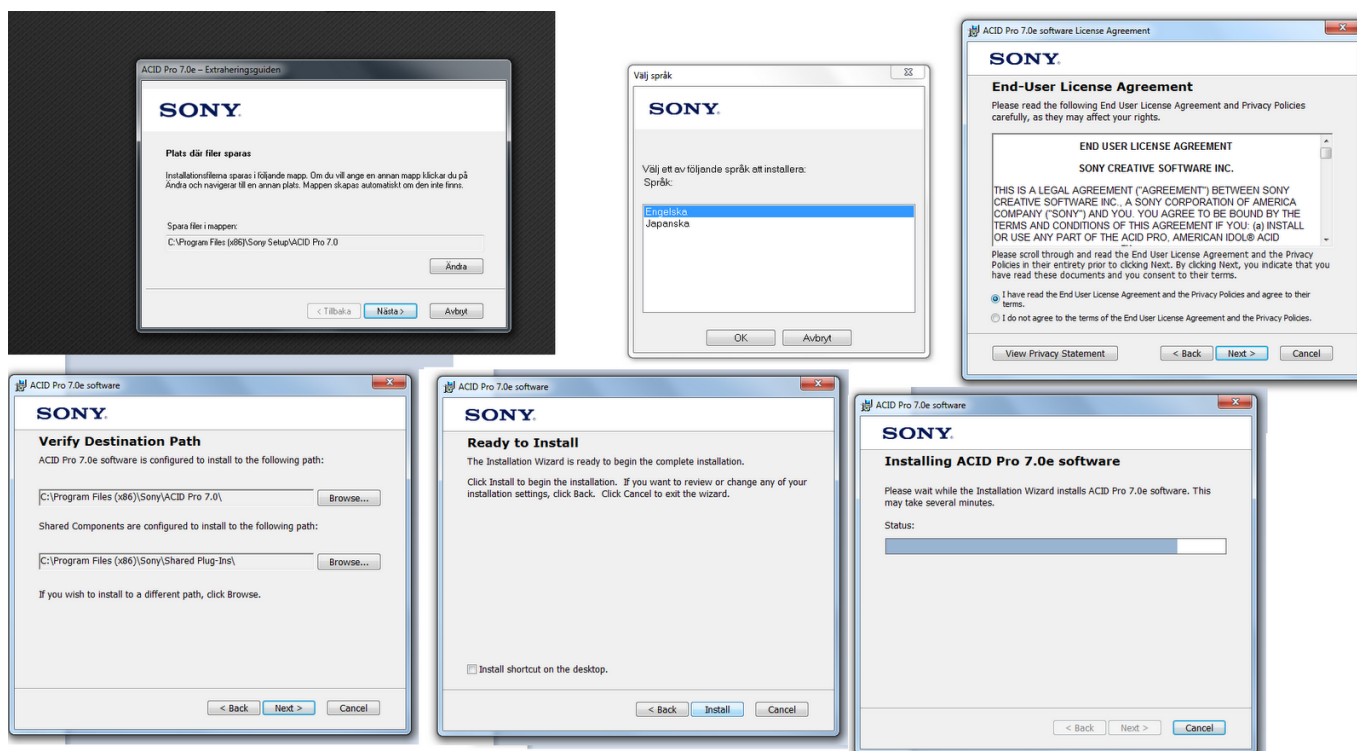 ACID Pro 7.0e – Extraheringsguiden
SONY.
Plats där filer sparas
Installationsfilerna sparas i följande mapp. Om du vill ange en annan mapp klickar du på
Ändra och navigerar till en annan plats. Mappen skapas automatiskt om den inte finns.
Spara filer i mappen:
C:\Program Files (x86)\Sony Setup\ACID Pro 7.0
Ändra
< Tillbaka
Nästa >
Avbryt
Välj språk
SONY.
Välj ett av följande språk att installera:
Språk:
Engelska
Japanska
OK
Avbryt
ACID Pro 7.0e software License Agreement
SONY.
End-User License Agreement
Please read the following End User License Agreement and Privacy Policies
carefully, as they may affect your rights.
END USER LICENSE AGREEMENT
SONY CREATIVE SOFTWARE INC.
THIS IS A LEGAL AGREEMENT ("AGREEMENT") BETWEEN SONY
CREATIVE SOFTWARE INC., A SONY CORPORATION OF AMERICA
COMPANY ("SONY") AND YOU. YOU AGREE TO BE BOUND BY THE
TERMS AND CONDITIONS OF THIS AGREEMENT IF YOU: (a) INSTALL
OR USE ANY PART OF THE ACID PRO, AMERICAN IDOL® ACID
Please scroll through and read the End User License Agreement and the Privacy
Policies in their entirety prior to clicking Next. By clicking Next, you indicate that you
have read these documents and you consent to their terms.
I have read the End User License Agreement and the Privacy Policies and agree to their
terms.
I do not agree to the terms of the End User License Agreement and the Privacy Policies.
View Privacy Statement
< Back
Next >
Cancel
ACID Pro 7.0e software
SONY.
Verify Destination Path
ACID Pro 7.0e software is configured to install to the following path:
C:\Program Files (x86)\Sony\ACID Pro 7.0\
Browse...
Shared Components are configured to install to the following path:
C:\Program Files (x86)\Sony\Shared Plug-Ins\
Browse...
If you wish to install to a different path, click Browse.
< Back
Next >
Cancel
ACID Pro 7.0e software
SONY.
Ready to Install
The Installation Wizard is ready to begin the complete installation.
Click Install to begin the installation. If you want to review or change any of your
installation settings, click Back. Click Cancel to exit the wizard.
Install shortcut on the desktop.
< Back
Install
Cancel
ACID Pro 7.0e software
SONY.
Installing ACID Pro 7.0e software
Please wait while the Installation Wizard installs ACID Pro 7.0e software. This
may take several minutes.
Status:
< Back
Next >
Cancel